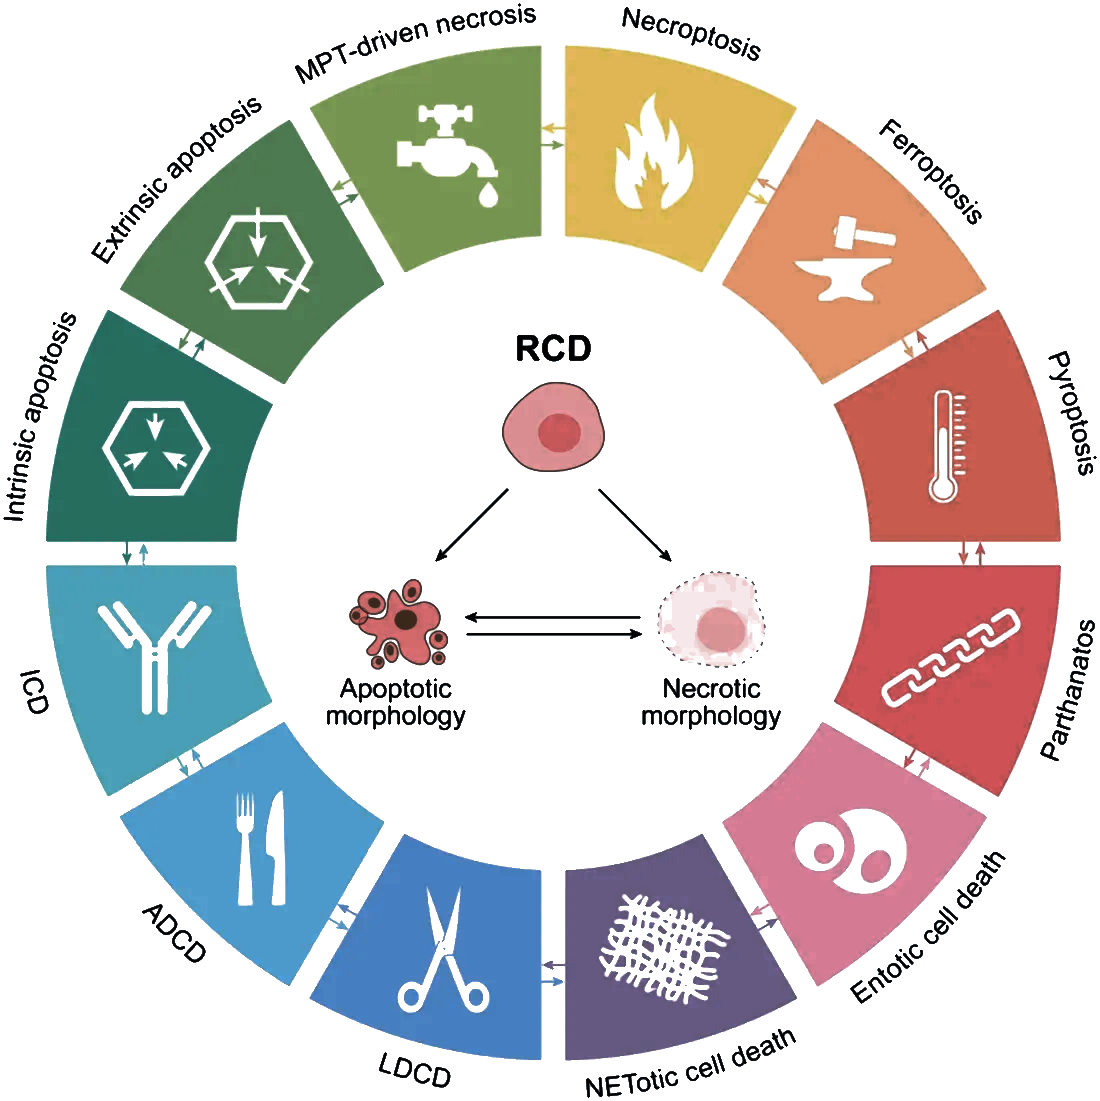 MPT-driven necrosis
Necroptosis
Ferroptosis
Pyroptosis
Parthanatos
Entotic cell death
NETotic cell death
LDCD
ADCD
ICD
Intrinsic apoptosis
Extrinsic apoptosis
RCD
Apoptotic
morphology
Necrotic
morphology